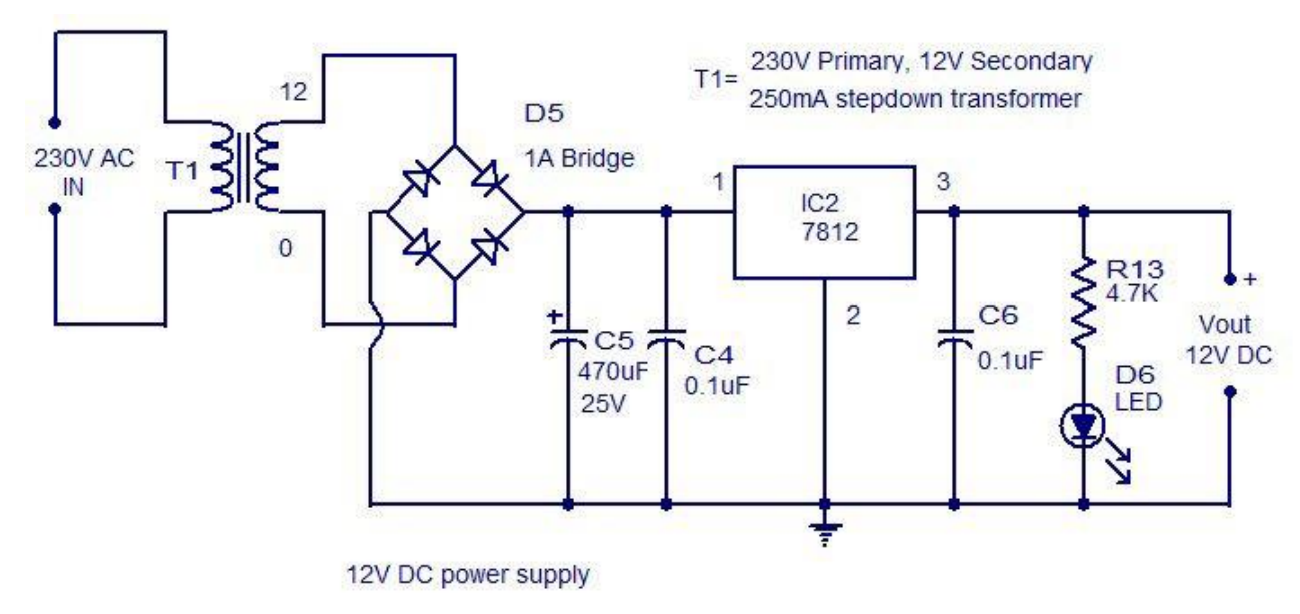 T1=
230V Primary, 12V Secondary
250mA stepdown transformer
12
D5
1A Bridge
230V AC
IN
T1
0
1
IC2
7812
3
2
+
C5
470uF
25V
C4
0.1uF
C6
0.1uF
R13
4.7K
D6
LED
+
Vout
12V DC
12V DC power supply